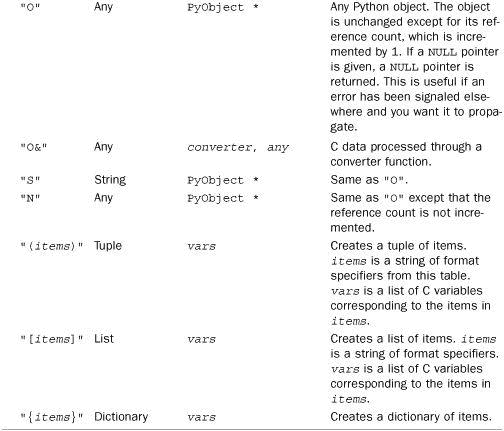 "O" Any PyObject * Any Python object. The object
is unchanged except for its ref-
erence count, which is incre-
mented by 1. If a NULL pointer
is given, a NULL pointer is
returned. This is useful if an
error has been signaled else-
where and you want it to propa-
gate.
"O&" Any converter, any C data processed through a
converter function.
"S" String PyObject * Same as "O".
"N" Any PyObject * Same as "O" except that the
reference count is not incre-
mented.
"(items)" Tuple vars Creates a tuple of items.
items is a string of format
specifiers from this table.
vars is a list of C variables
corresponding to the items in
items.
"[items]" List vars Creates a list of items. items
is a string of format specifiers.
vars is a list of C variables
corresponding to the items in
items.
"{items}" Dictionary vars Creates a dictionary of items.